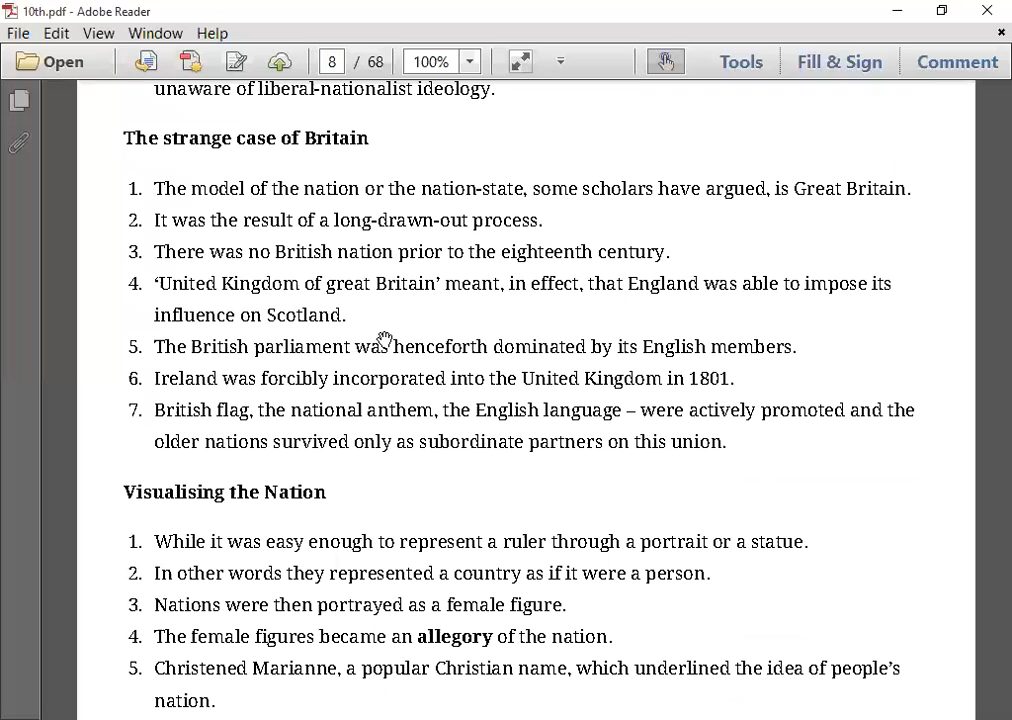 10th.pdf - Adobe Reader
File Edit View Window Help
Open 8 / 68 100% Tools Fill & Sign Comment
unaware of liberal-nationalist ideology.
The strange case of Britain
1. The model of the nation or the nation-state, some scholars have argued, is Great Britain.
2. It was the result of a long-drawn-out process.
3. There was no British nation prior to the eighteenth century.
4. ‘United Kingdom of great Britain’ meant, in effect, that England was able to impose its
influence on Scotland.
5. The British parliament was henceforth dominated by its English members.
6. Ireland was forcibly incorporated into the United Kingdom in 1801.
7. British flag, the national anthem, the English language – were actively promoted and the
older nations survived only as subordinate partners on this union.
Visualising the Nation
1. While it was easy enough to represent a ruler through a portrait or a statue.
2. In other words they represented a country as if it were a person.
3. Nations were then portrayed as a female figure.
4. The female figures became an allegory of the nation.
5. Christened Marianne, a popular Christian name, which underlined the idea of people’s
nation.